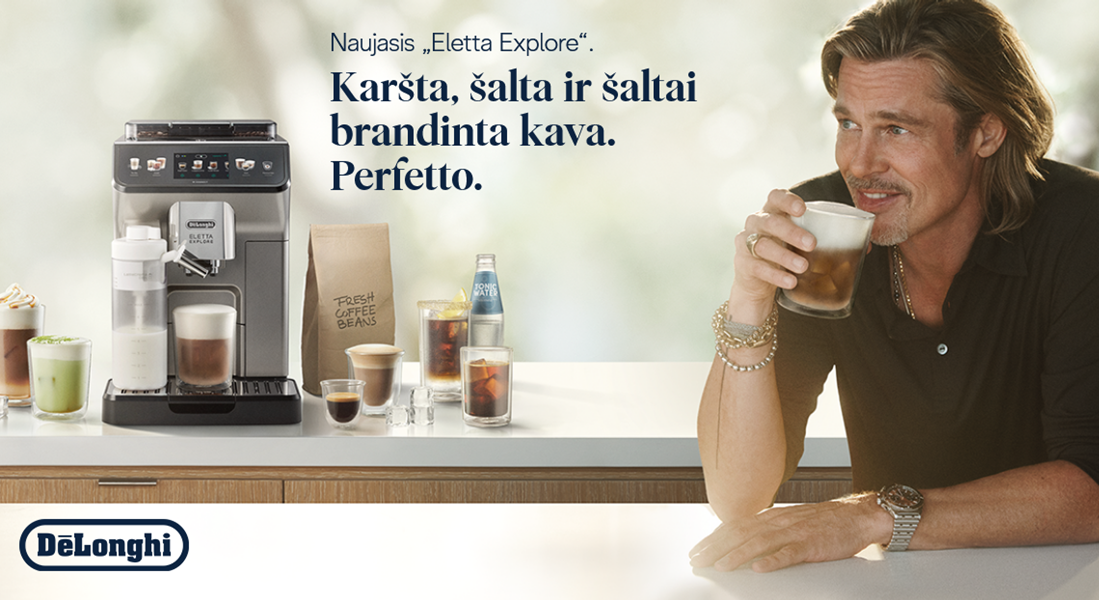 Naujasis „Eletta Explore“.
Karšta, šalta ir šaltai
brandinta kava.
Perfetto.
DeLonghi
ELETTA
EXPLORE
FRESH
COFFEE
BEANS
TONIC
WATER
DēLonghi